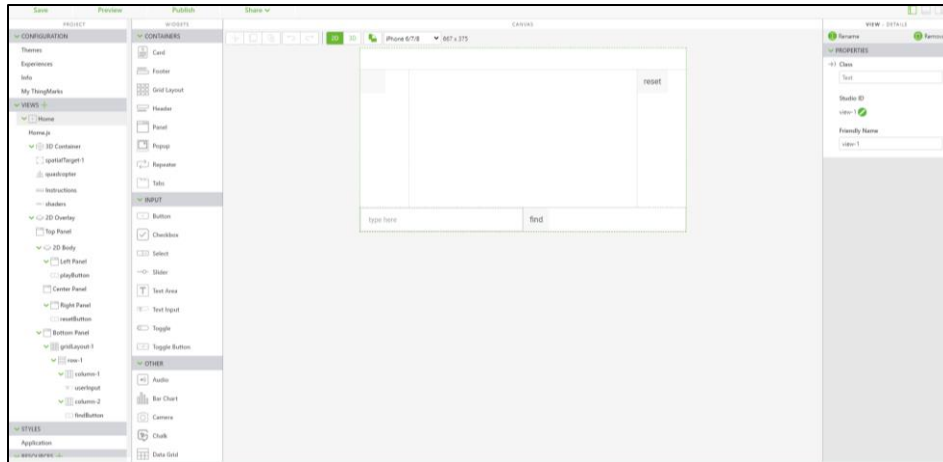 Save Preview Publish Share
PROJECT
CONFIGURATION
Themes
Experiences
Info
My ThingMarks
VIEWS
Home
Home.js
3D Container
spatialTarget-1
quadcopter
Instructions
shaders
2D Overlay
Top Panel
2D Body
Left Panel
playButton
Center Panel
Right Panel
resetButton
Bottom Panel
gridLayout-1
row-1
column-1
userInput
column-2
findButton
STYLES
Application
RESOURCES
WIDGETS
CONTAINERS
Card
Footer
Grid Layout
Header
Panel
Popup
Repeater
Tabs
INPUT
Button
Checkbox
Select
Slider
Text Area
Text Input
Toggle
Toggle Button
OTHER
Audio
Bar Chart
Camera
Chalk
Data Grid
CANVAS
2D 3D iPhone 6/7/8 667 x 375
reset
type here find
VIEW - DETAILS
Rename Remove
PROPERTIES
Class
Text
Studio ID
view-1
Friendly Name
view-1